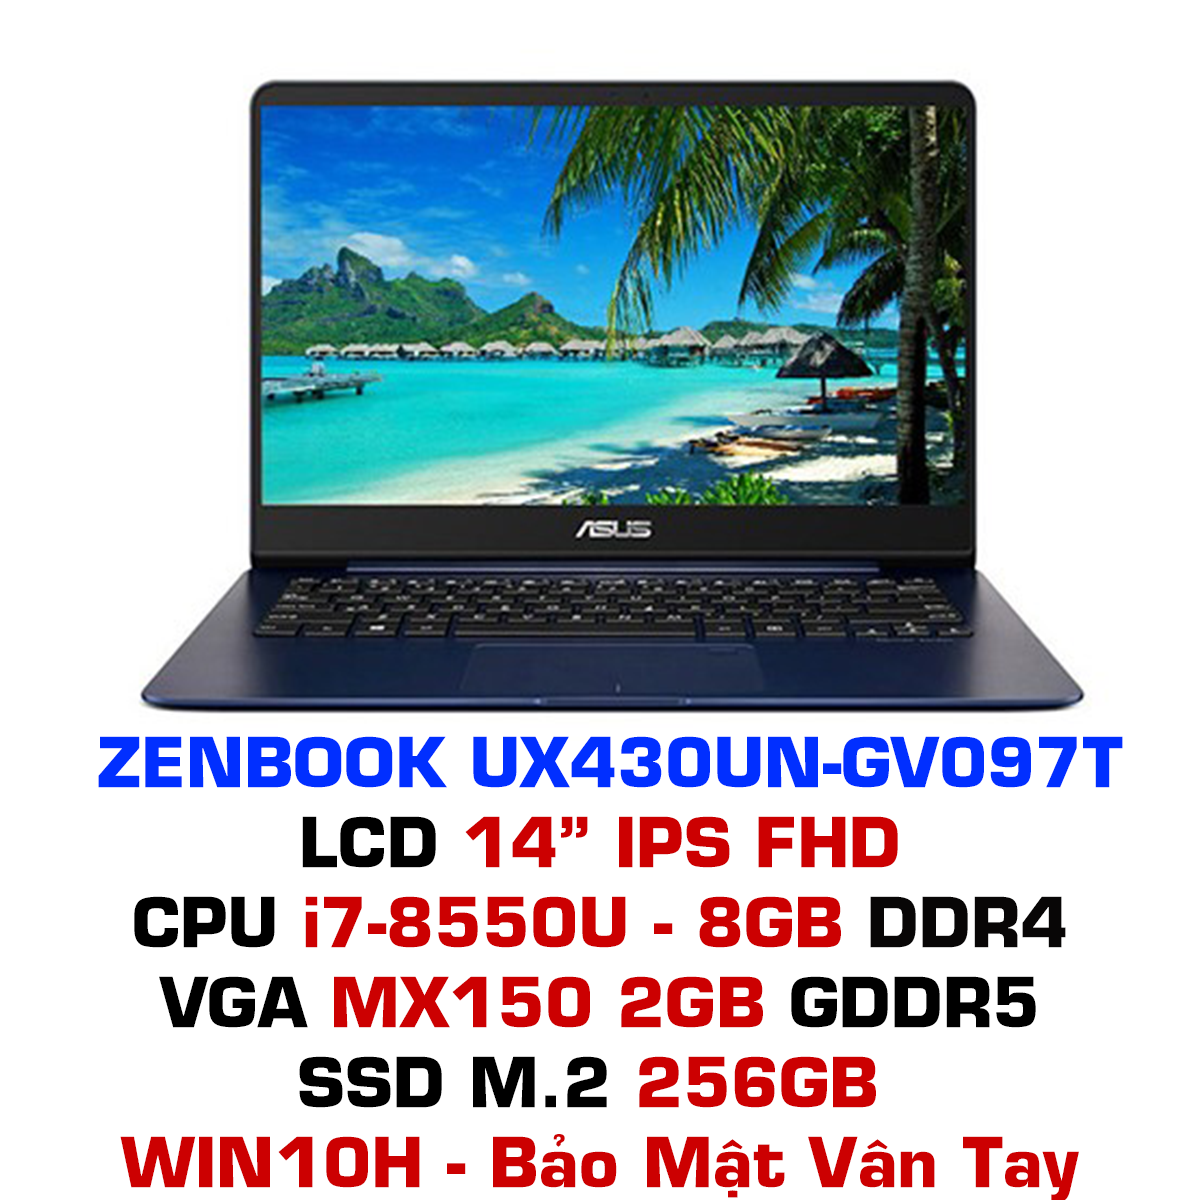 ASUS
ZENBOOK UX430UN-GV097T
LCD 14” IPS FHD
CPU i7-8550U - 8GB DDR4
VGA MX150 2GB GDDR5
SSD M.2 256GB
WIN10H - Bảo Mật Vân Tay